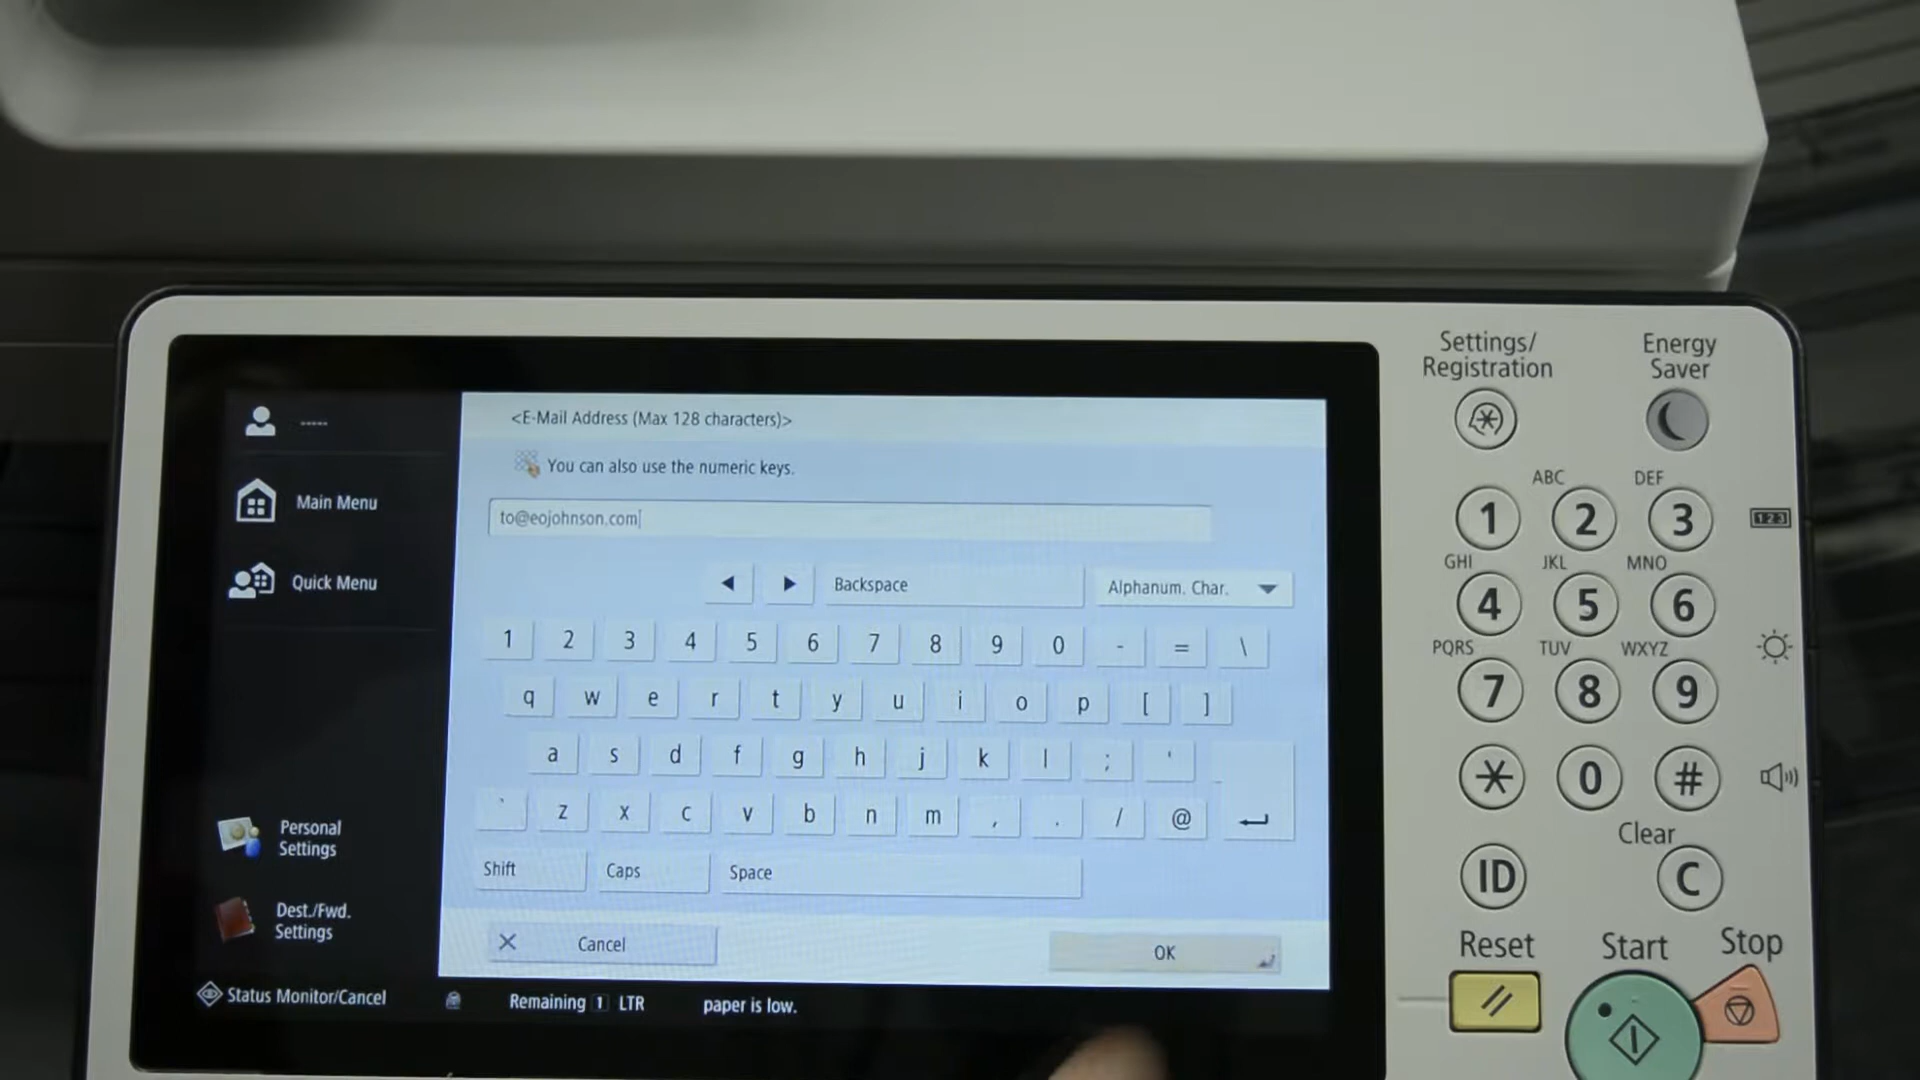 Settings/
Registration
Energy
Saver
-----
<E-Mail Address (Max 128 characters)>
You can also use the numeric keys.
Main Menu
to@eojohnson.com
Quick Menu
Backspace
Alphanum. Char.
1 2 3 4 5 6 7 8 9 0 - = \
q w e r t y u i o p [ ]
a s d f g h j k l ; '
` z x c v b n m , . / @
Shift
Caps
Space
Cancel
OK
Personal
Settings
Dest./Fwd.
Settings
Status Monitor/Cancel
Remaining 1 LTR paper is low.
ABC DEF
1 2 3
123
GHI JKL MNO
4 5 6
PQRS TUV WXYZ
7 8 9
0 #
Clear
ID C
Reset Start Stop